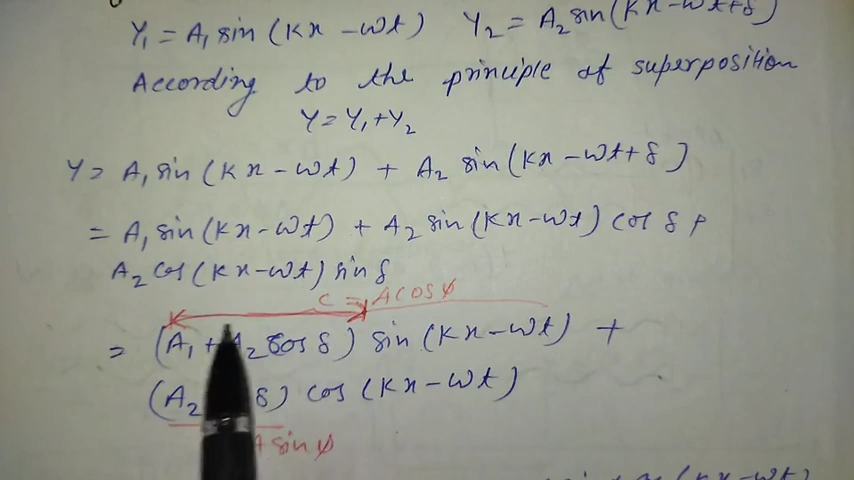 Y₁ = A₁ sin (Kx - ωt) Y₂ = A₂ sin (Kx - ωt + δ)
According to the principle of superposition
Y = Y₁ + Y₂
Y = A₁ sin (Kx - ωt) + A₂ sin (Kx - ωt + δ)
= A₁ sin (Kx - ωt) + A₂ sin (Kx - ωt) cos δ +
A₂ cos (Kx - ωt) sin δ
C = A cos φ
= (A₁ + A₂ cos δ) sin (Kx - ωt) +
(A₂ δ) cos (Kx - ωt)
A sin φ
(Kx - ωt)